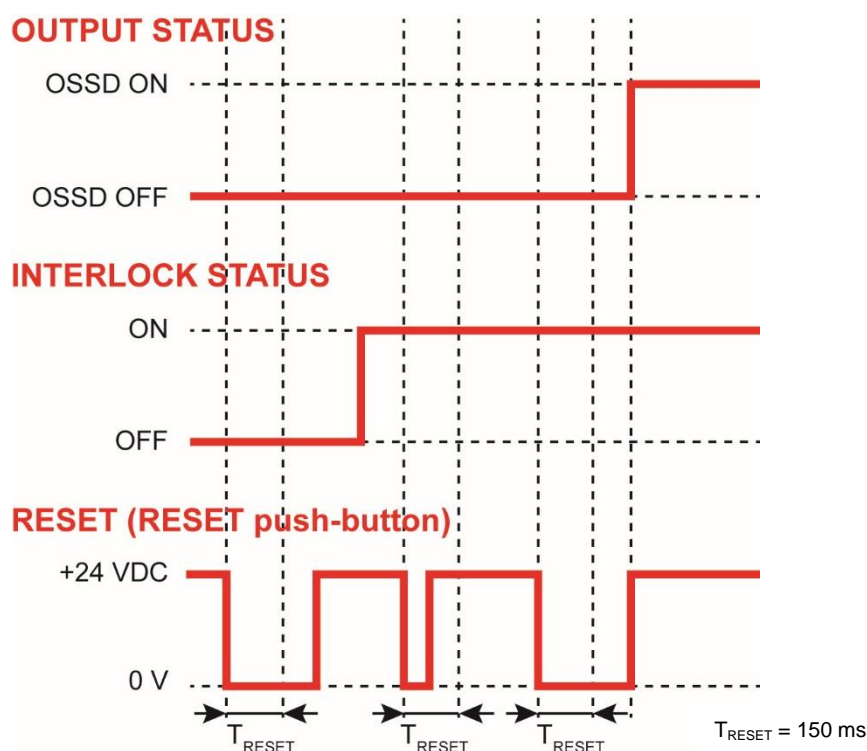 OUTPUT STATUS
OSSD ON
OSSD OFF
INTERLOCK STATUS
ON
OFF
RESET (RESET push-button)
+24 VDC
0 V
TRESET TRESET TRESET
TRESET = 150 ms